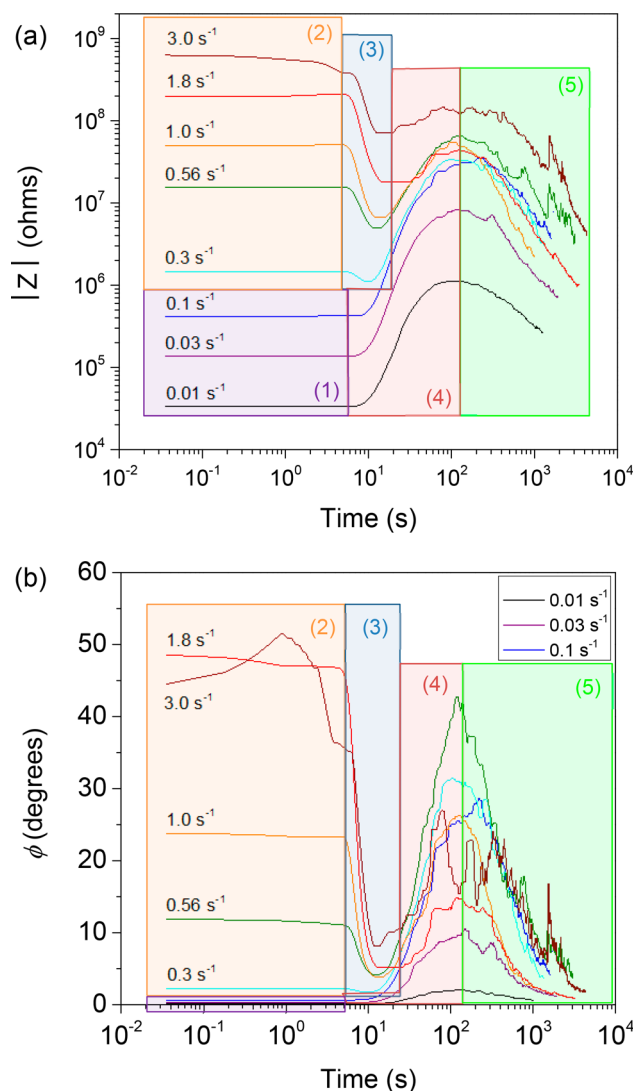 (a)
10⁹
10⁸
10⁷
10⁶
10⁵
10⁴
|Z| (ohms)
3.0 s⁻¹
1.8 s⁻¹
1.0 s⁻¹
0.56 s⁻¹
0.3 s⁻¹
0.1 s⁻¹
0.03 s⁻¹
0.01 s⁻¹
(2)
(3)
(5)
(1)
(4)
10⁻² 10⁻¹ 10⁰ 10¹ 10² 10³ 10⁴
Time (s)
(b)
60
50
40
30
20
10
0
ϕ (degrees)
0.01 s⁻¹
0.03 s⁻¹
0.1 s⁻¹
(2)
(3)
(4)
(5)
1.8 s⁻¹
3.0 s⁻¹
1.0 s⁻¹
0.56 s⁻¹
0.3 s⁻¹
10⁻² 10⁻¹ 10⁰ 10¹ 10² 10³ 10⁴
Time (s)